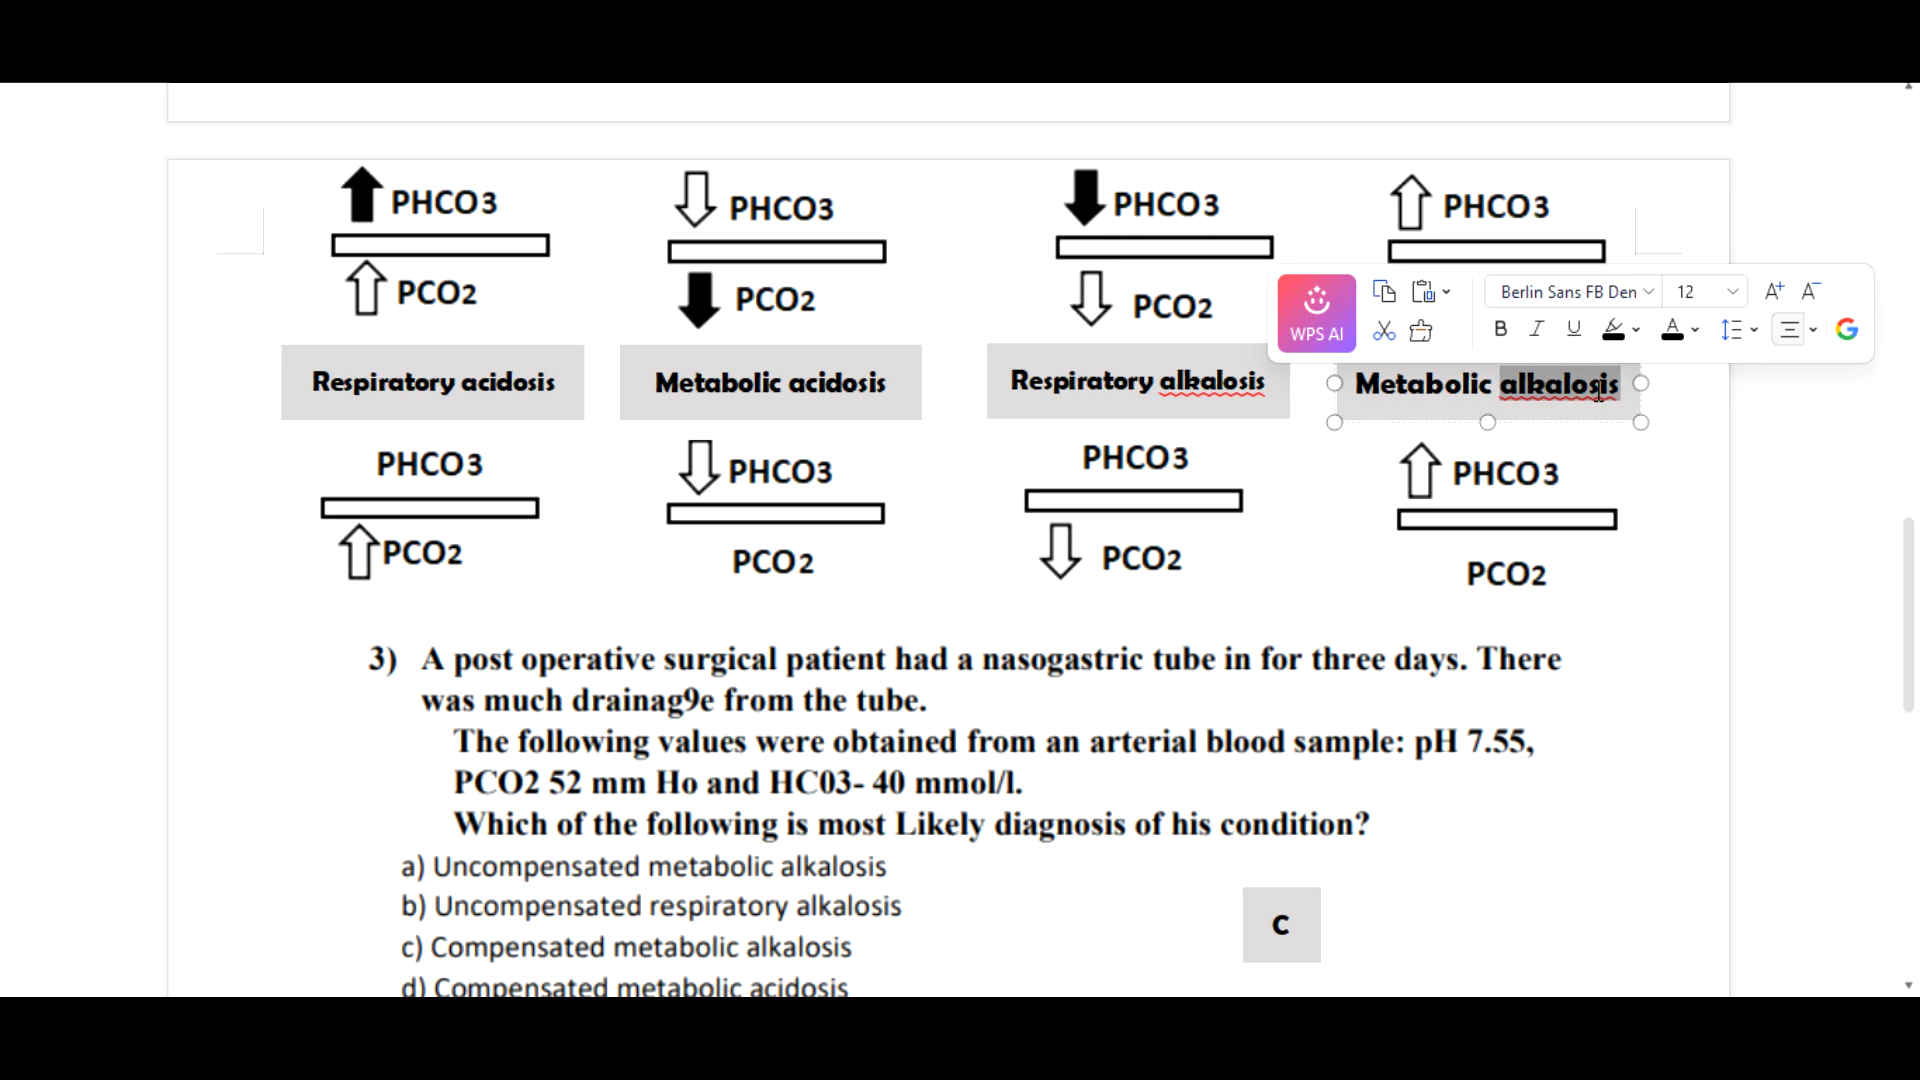 PHCO3 PHCO3 PHCO3 PHCO3
PCO2 PCO2 PCO2
WPS AI Berlin Sans FB Den 12 A+ A-
B I U A
Respiratory acidosis Metabolic acidosis Respiratory alkalosis Metabolic alkalosis
PHCO3 PHCO3 PHCO3 PHCO3
PCO2 PCO2 PCO2 PCO2
3) A post operative surgical patient had a nasogastric tube in for three days. There
was much drainag9e from the tube.
The following values were obtained from an arterial blood sample: pH 7.55,
PCO2 52 mm Ho and HC03- 40 mmol/l.
Which of the following is most Likely diagnosis of his condition?
a) Uncompensated metabolic alkalosis
b) Uncompensated respiratory alkalosis
c) Compensated metabolic alkalosis
C
d) Compensated metabolic acidosis